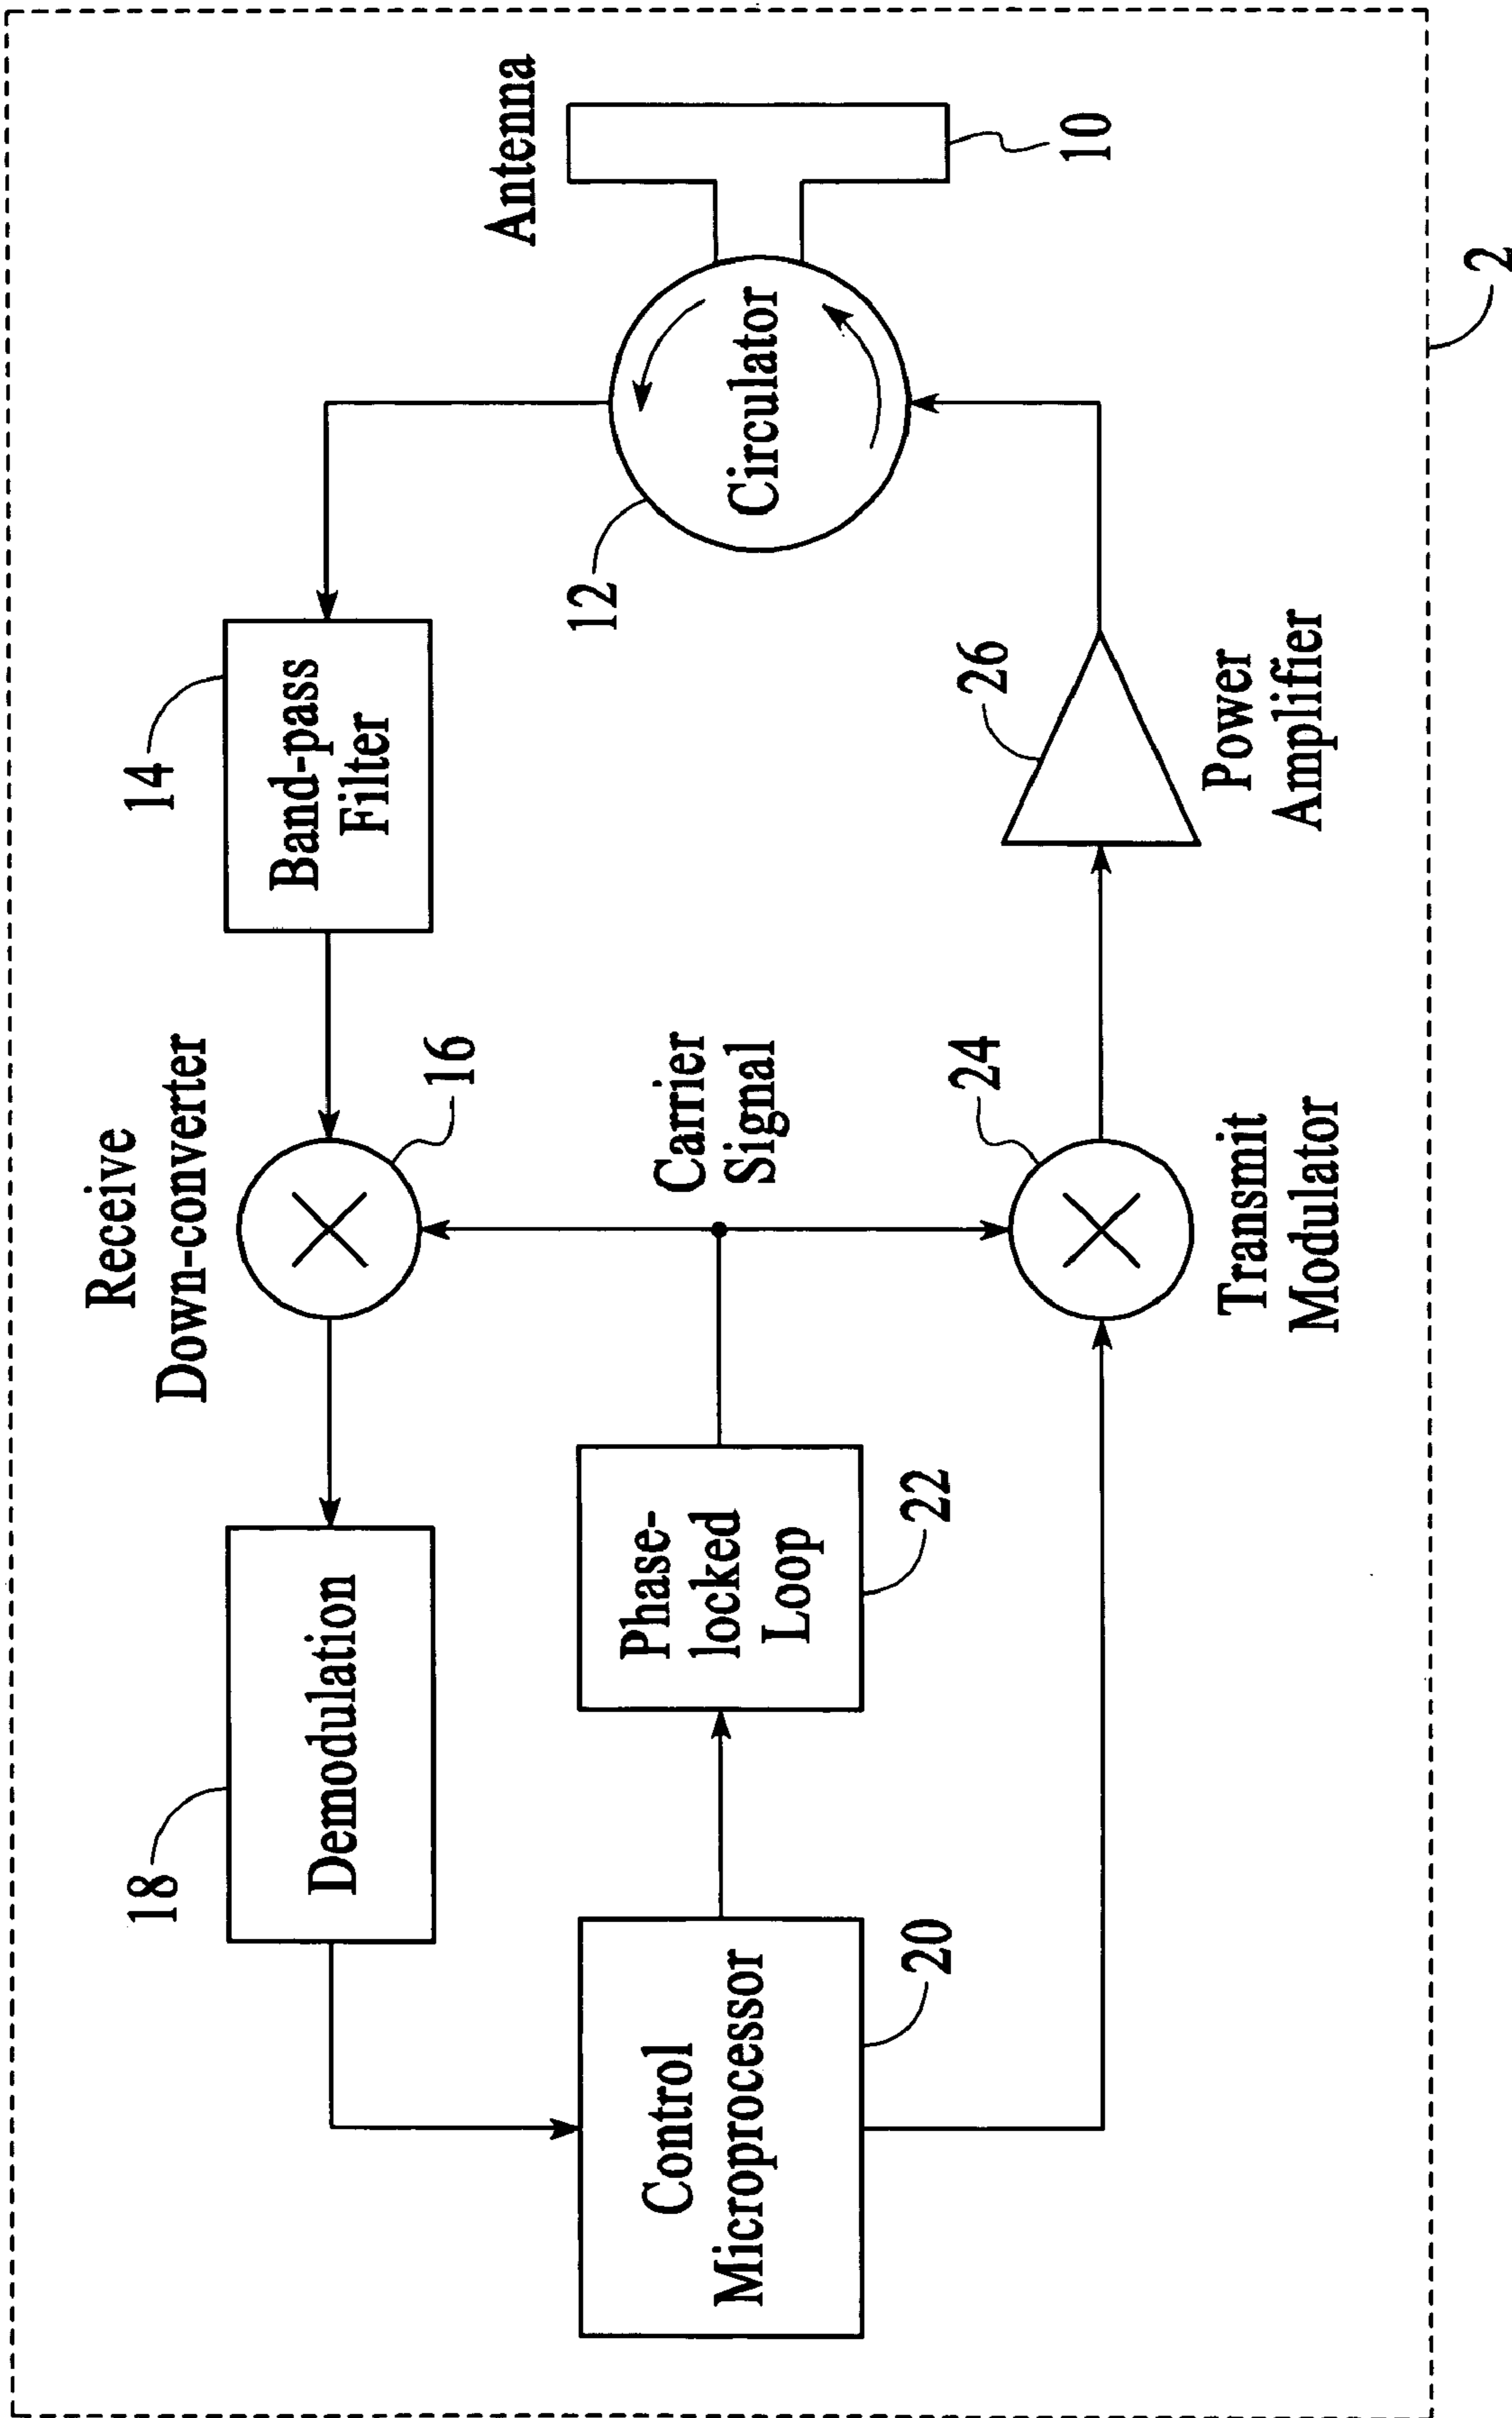 Receive
Down-converter
18
14
Antenna
Demodulation
16
Band-pass
Filter
12
Circulator
10
Control
Microprocessor
20
Phase-
locked
Loop
22
Carrier
Signal
24
Transmit
Modulator
26
Power
Amplifier
2